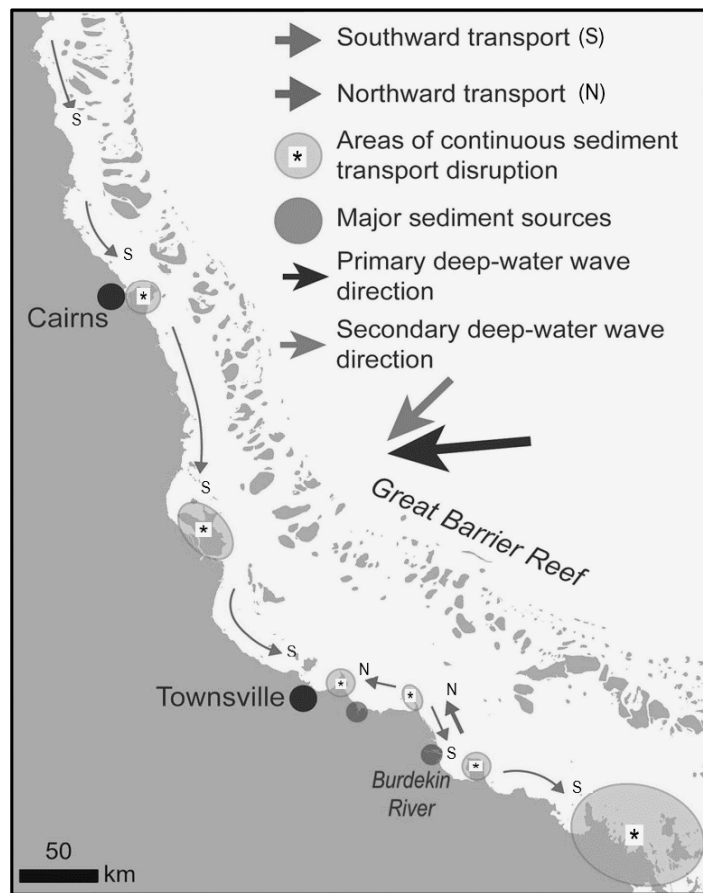 Southward transport (S)
Northward transport (N)
* Areas of continuous sediment
transport disruption
Major sediment sources
Primary deep-water wave
direction
Secondary deep-water wave
direction
S
S
*
Cairns
S
*
Great Barrier Reef
S
N
*
*
N
Townsville
S
*
Burdekin
River
S
*
50
km